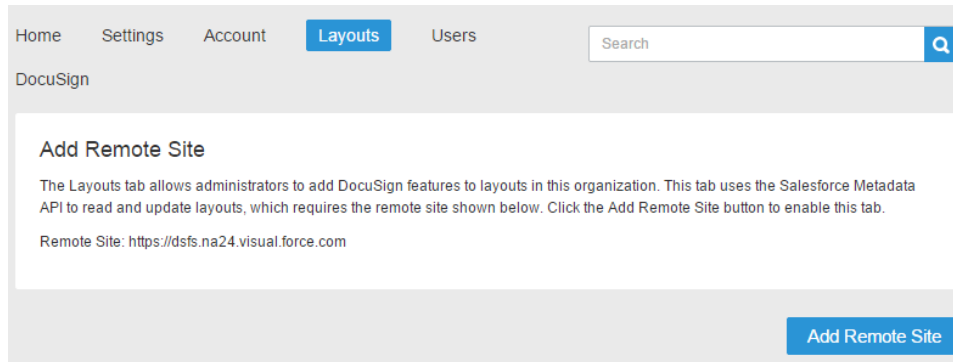 Home Settings Account Layouts Users Search
DocuSign
Add Remote Site
The Layouts tab allows administrators to add DocuSign features to layouts in this organization. This tab uses the Salesforce Metadata
API to read and update layouts, which requires the remote site shown below. Click the Add Remote Site button to enable this tab.
Remote Site: https://dsfs.na24.visual.force.com
Add Remote Site